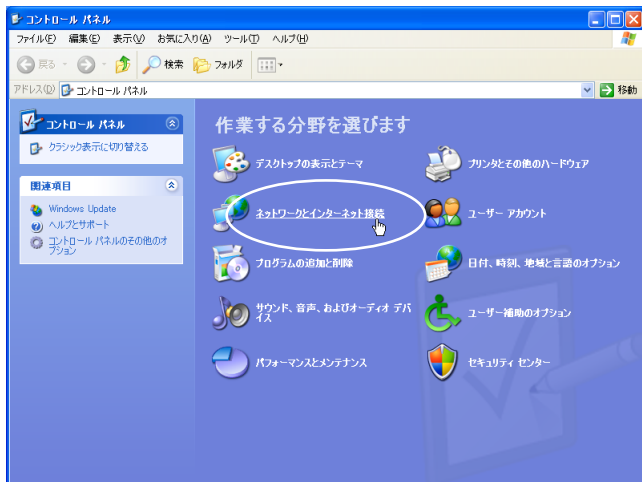 コントロール パネル
ファイル(F) 編集(E) 表示(V) お気に入り(A) ツール(T) ヘルプ(H)
戻る 検索 フォルダ
アドレス(D) コントロール パネル 移動
コントロール パネル
クラシック表示に切り替える
関連項目
Windows Update
ヘルプとサポート
コントロール パネルのその他のオ
プション
作業する分野を選びます
デスクトップの表示とテーマ
プリンタとその他のハードウェア
ネットワークとインターネット接続
ユーザー アカウント
プログラムの追加と削除
日付、時刻、地域と言語のオプション
サウンド、音声、およびオーディオ デバ
イス
ユーザー補助のオプション
パフォーマンスとメンテナンス
セキュリティ センター